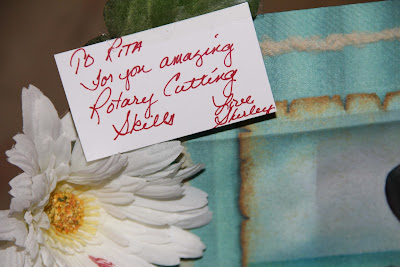 To RITA
for you amazing
Rotary Cutting
Skills
Love
Shirley